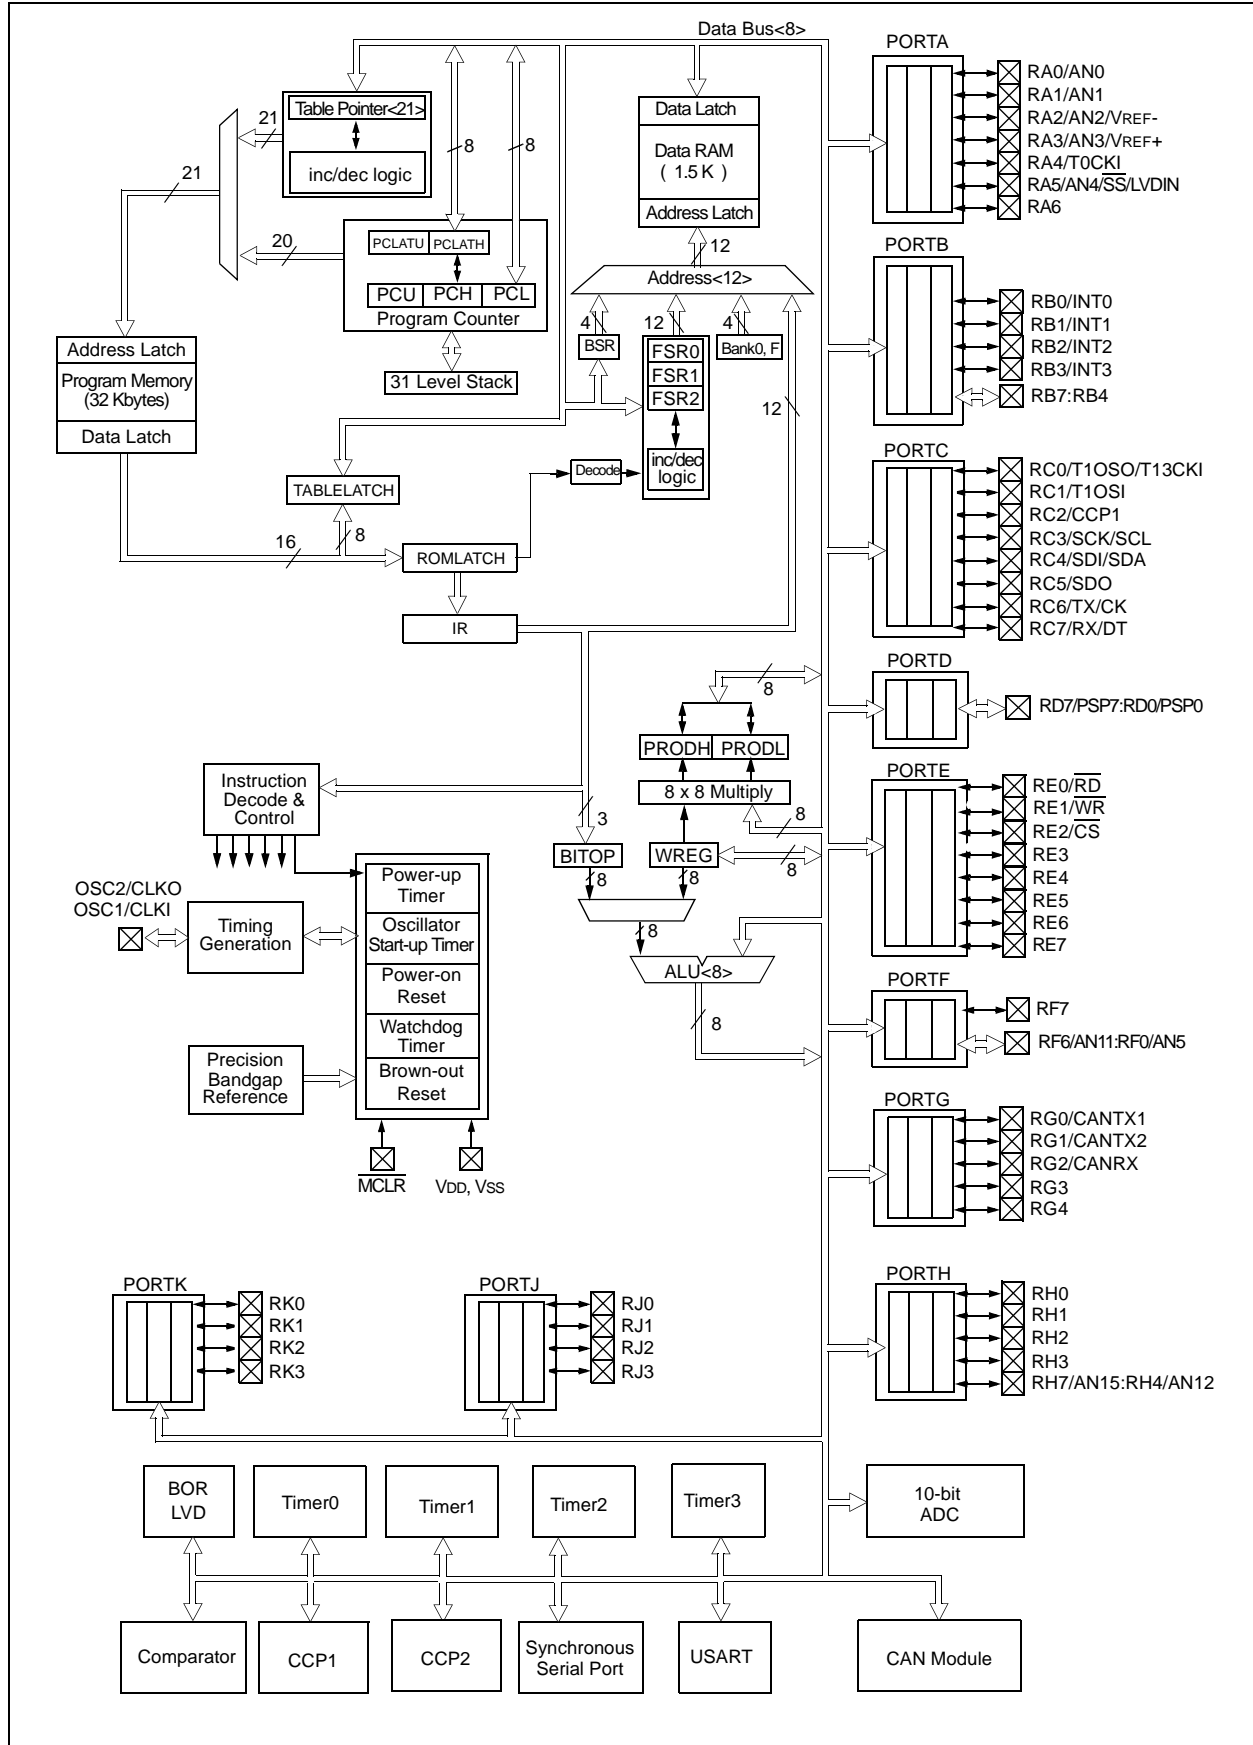 Data Bus<8>
Table Pointer<21>
inc/dec logic
21
21
20
8
8
PCLATU
PCLATH
PCU
PCH
PCL
Program Counter
31 Level Stack
Address Latch
Program Memory
(32 Kbytes)
Data Latch
Data Latch
Data RAM
( 1.5 K )
Address Latch
12
Address<12>
4
12
4
BSR
FSR0
FSR1
FSR2
inc/dec
logic
Bank0, F
12
Decode
TABLELATCH
8
16
ROMLATCH
IR
8
PRODH
PRODL
8 x 8 Multiply
8
3
BITOP
WREG
8
8
8
8
ALU<8>
8
Instruction
Decode &
Control
OSC2/CLKO
OSC1/CLKI
Timing
Generation
Power-up
Timer
Oscillator
Start-up Timer
Power-on
Reset
Watchdog
Timer
Brown-out
Reset
Precision
Bandgap
Reference
MCLR
VDD, VSS
PORTA
RA0/AN0
RA1/AN1
RA2/AN2/VREF-
RA3/AN3/VREF+
RA4/T0CKI
RA5/AN4/SS/LVDIN
RA6
PORTB
RB0/INT0
RB1/INT1
RB2/INT2
RB3/INT3
RB7:RB4
PORTC
RC0/T1OSO/T13CKI
RC1/T1OSI
RC2/CCP1
RC3/SCK/SCL
RC4/SDI/SDA
RC5/SDO
RC6/TX/CK
RC7/RX/DT
PORTD
RD7/PSP7:RD0/PSP0
PORTE
RE0/RD
RE1/WR
RE2/CS
RE3
RE4
RE5
RE6
RE7
PORTF
RF7
RF6/AN11:RF0/AN5
PORTG
RG0/CANTX1
RG1/CANTX2
RG2/CANRX
RG3
RG4
PORTH
RH0
RH1
RH2
RH3
RH7/AN15:RH4/AN12
PORTK
RK0
RK1
RK2
RK3
PORTJ
RJ0
RJ1
RJ2
RJ3
BOR
LVD
Timer0
Timer1
Timer2
Timer3
10-bit
ADC
Comparator
CCP1
CCP2
Synchronous
Serial Port
USART
CAN Module